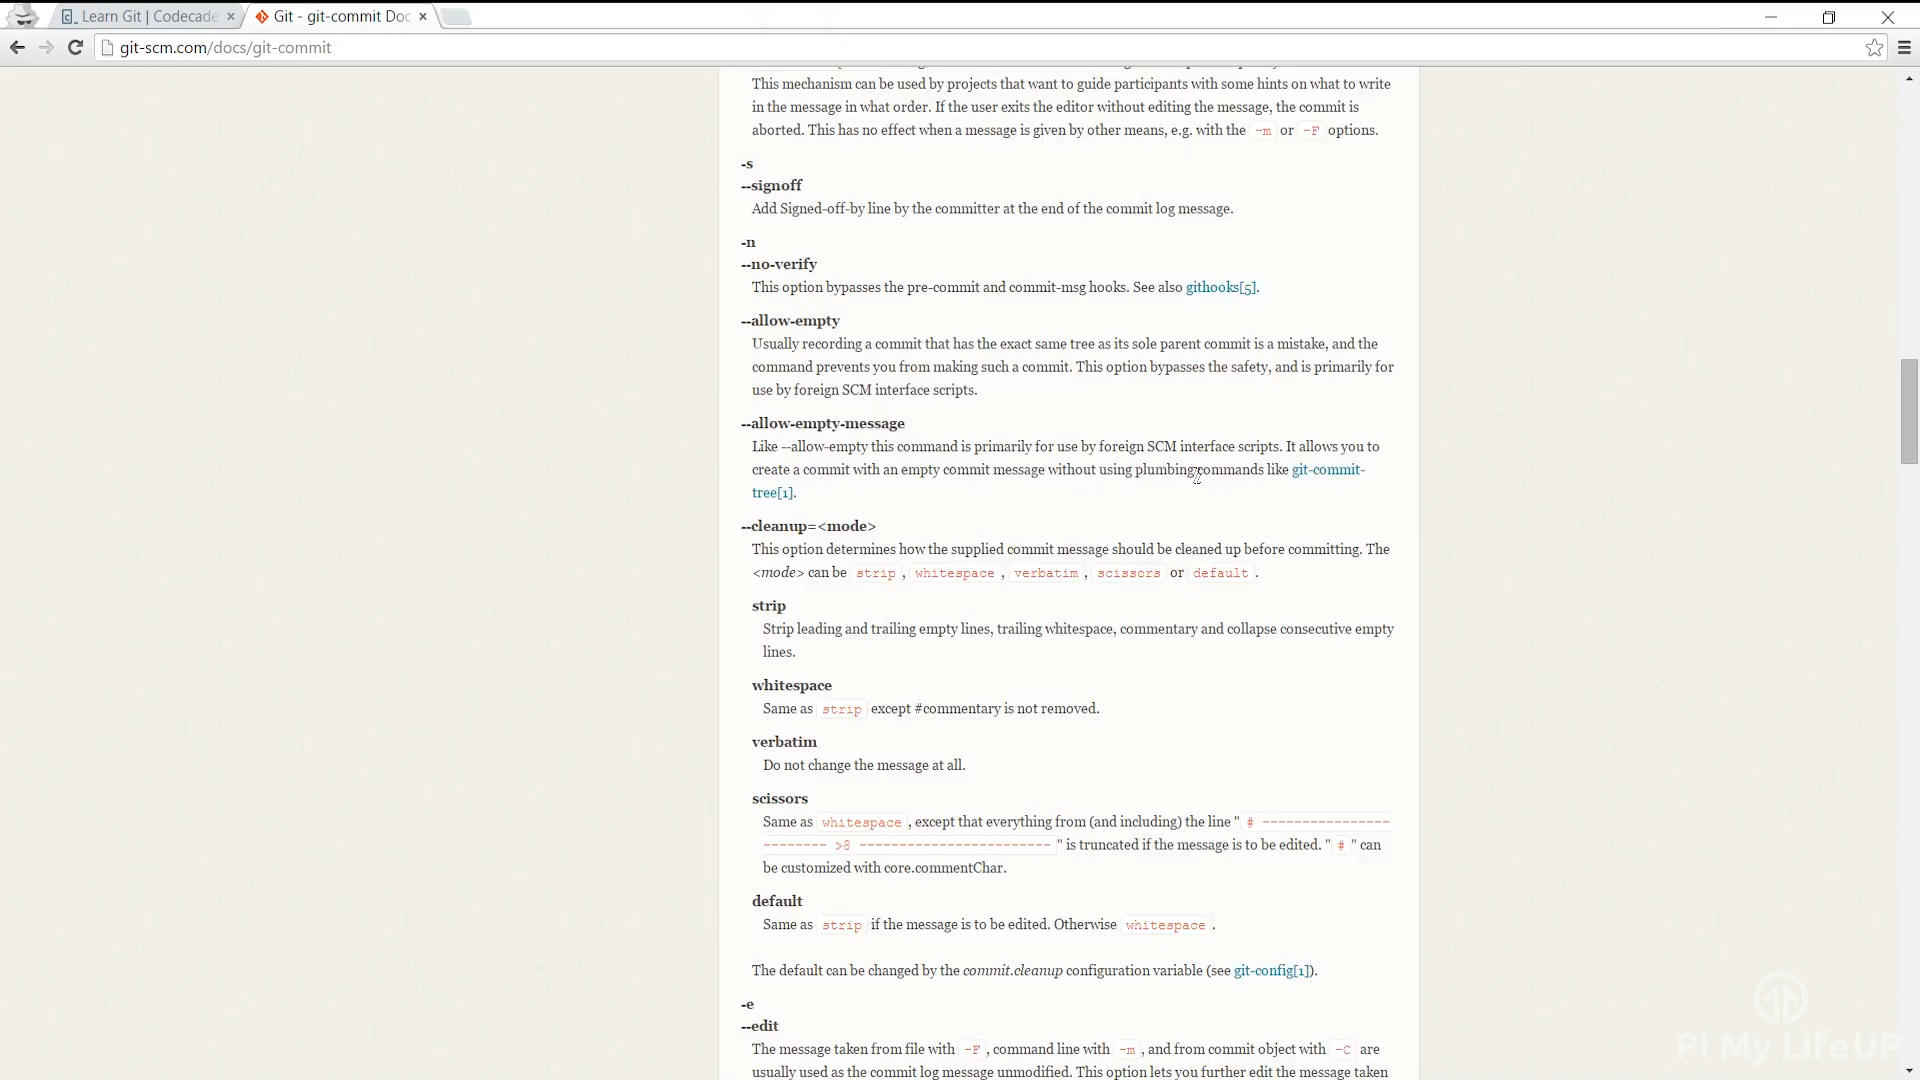 Learn Git | Codecade
Git - git-commit Doc
git-scm.com/docs/git-commit
This mechanism can be used by projects that want to guide participants with some hints on what to write
in the message in what order. If the user exits the editor without editing the message, the commit is
aborted. This has no effect when a message is given by other means, e.g. with the -m or -F options.
-s
--signoff
Add Signed-off-by line by the committer at the end of the commit log message.
-n
--no-verify
This option bypasses the pre-commit and commit-msg hooks. See also githooks[5].
--allow-empty
Usually recording a commit that has the exact same tree as its sole parent commit is a mistake, and the
command prevents you from making such a commit. This option bypasses the safety, and is primarily for
use by foreign SCM interface scripts.
--allow-empty-message
Like --allow-empty this command is primarily for use by foreign SCM interface scripts. It allows you to
create a commit with an empty commit message without using plumbing commands like git-commit-
tree[1].
--cleanup=<mode>
This option determines how the supplied commit message should be cleaned up before committing. The
<mode> can be strip, whitespace, verbatim, scissors or default.
strip
Strip leading and trailing empty lines, trailing whitespace, commentary and collapse consecutive empty
lines.
whitespace
Same as strip except #commentary is not removed.
verbatim
Do not change the message at all.
scissors
Same as whitespace, except that everything from (and including) the line "# ----------------
-------- >8 ------------------------" is truncated if the message is to be edited. "#" can
be customized with core.commentChar.
default
Same as strip if the message is to be edited. Otherwise whitespace.
The default can be changed by the commit.cleanup configuration variable (see git-config[1]).
-e
--edit
The message taken from file with -F, command line with -m, and from commit object with -C are
usually used as the commit log message unmodified. This option lets you further edit the message taken
PI My LifeUP